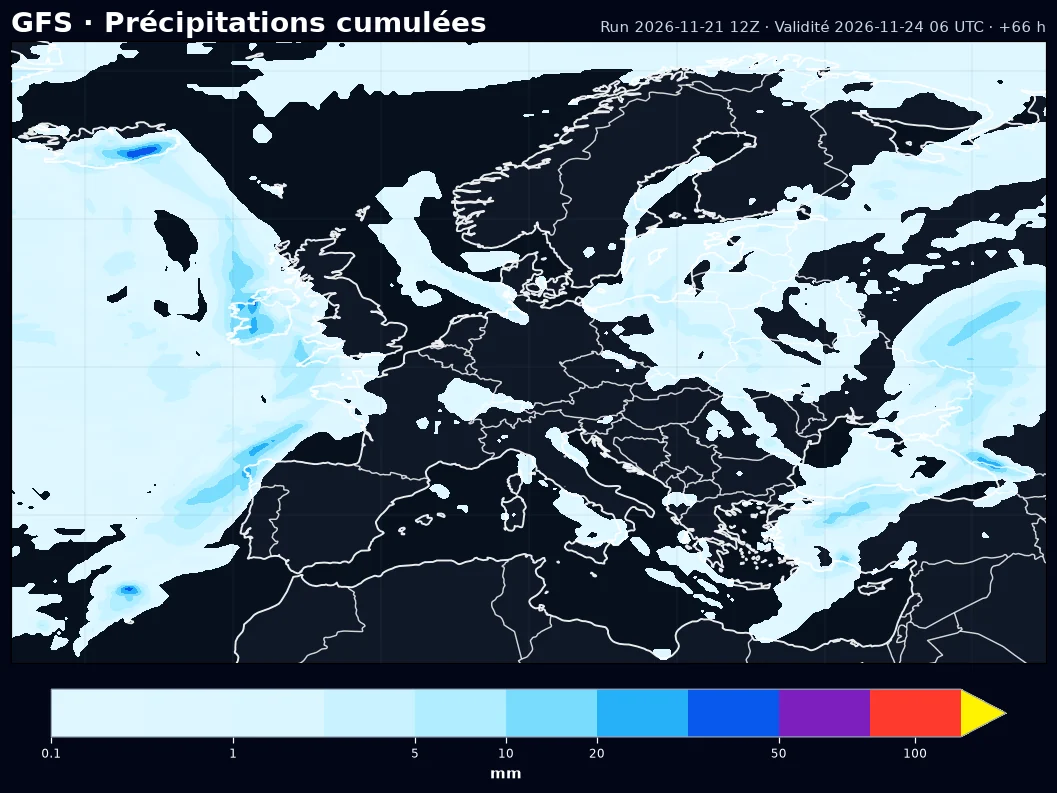 GFS · Précipitations cumulées
Run 2026-11-21 12Z · Validité 2026-11-24 06 UTC · +66 h
0.1 1 5 10 20 50 100
mm